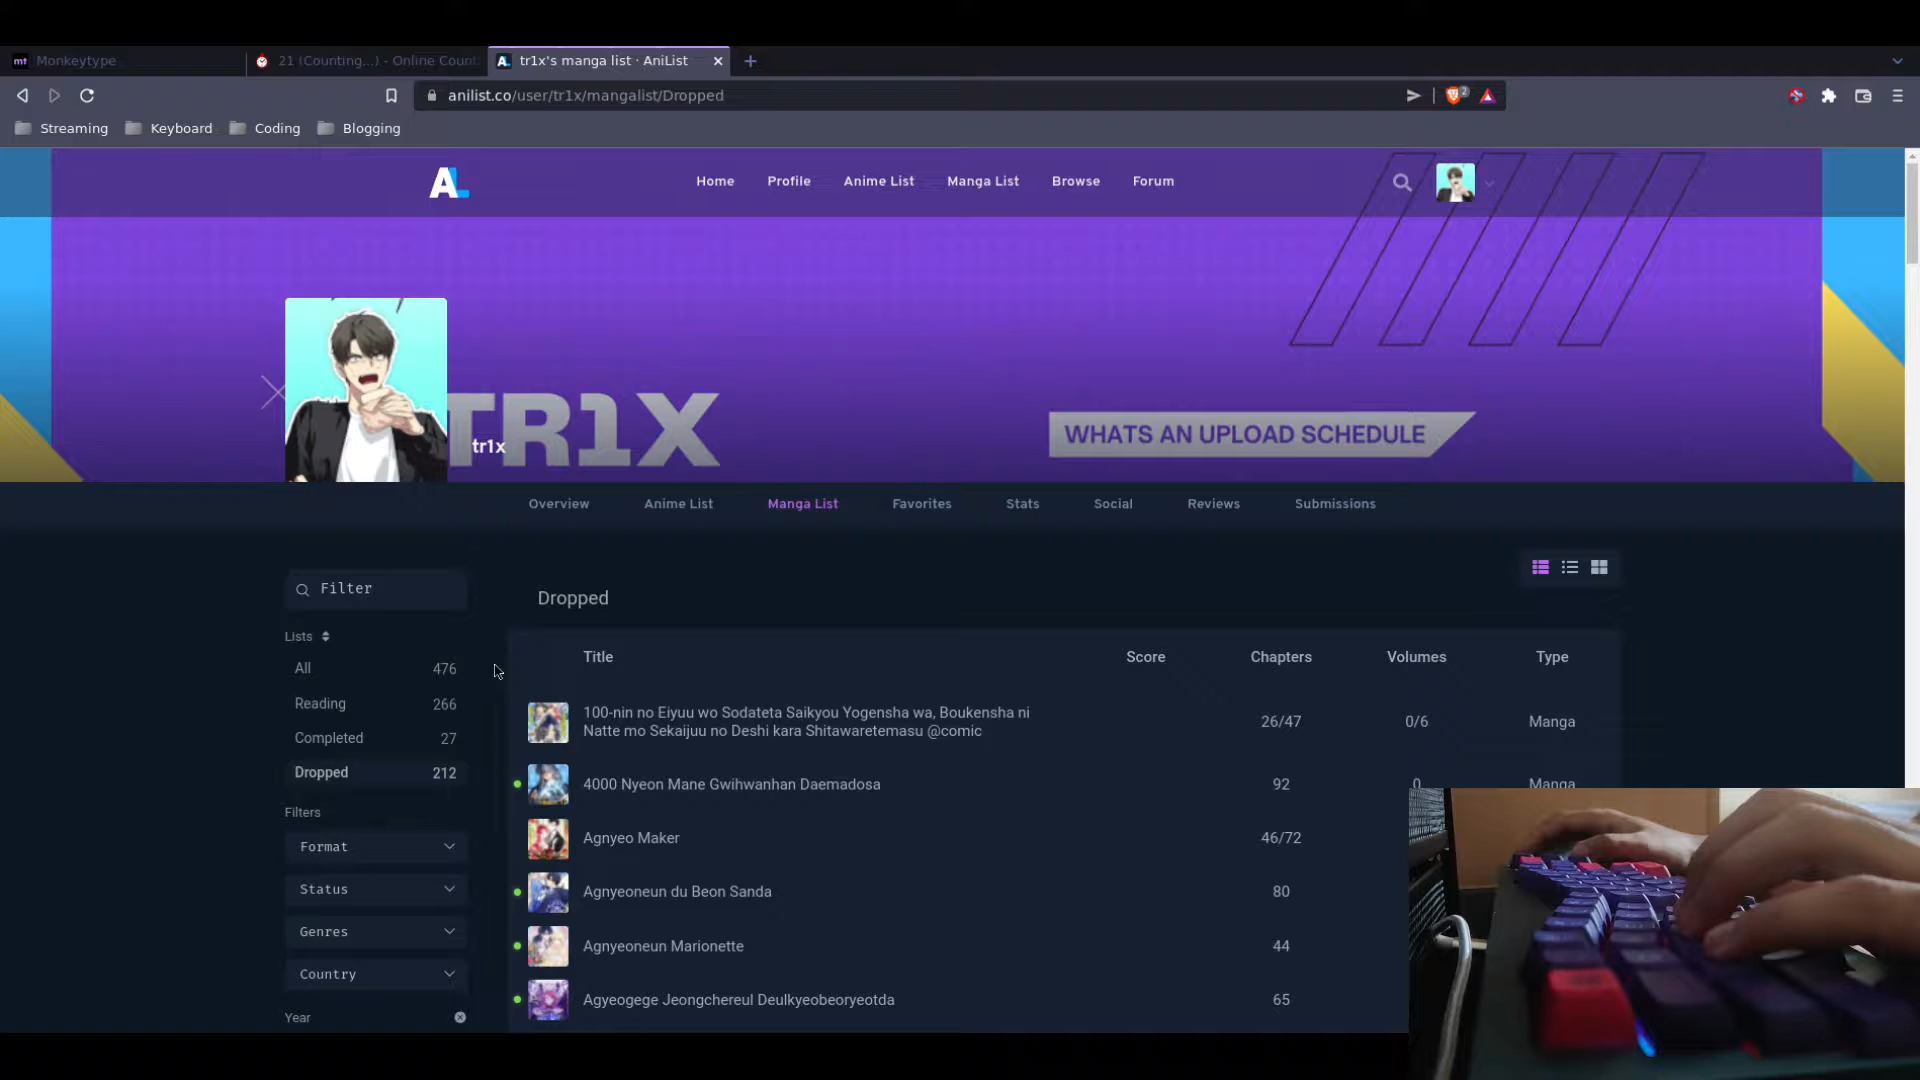 mt Monkeytype
21 (Counting...) - Online Count
tr1x's manga list · AniList
anilist.co/user/tr1x/mangalist/Dropped
2
Streaming Keyboard Coding Blogging
AL Home Profile Anime List Manga List Browse Forum
TR1X
tr1x
WHATS AN UPLOAD SCHEDULE
Overview Anime List Manga List Favorites Stats Social Reviews Submissions
Filter
Lists
All 476
Reading 266
Completed 27
Dropped 212
Filters
Format
Status
Genres
Country
Year
Dropped
Title Score Chapters Volumes Type
100-nin no Eiyuu wo Sodateta Saikyou Yogensha wa, Boukensha ni
Natte mo Sekaijuu no Deshi kara Shitawaretemasu @comic 26/47 0/6 Manga
4000 Nyeon Mane Gwihwanhan Daemadosa 92 0 Manga
Agnyeo Maker 46/72
Agnyeoneun du Beon Sanda 80
Agnyeoneun Marionette 44
Agyeogege Jeongchereul Deulkyeobeoryeotda 65